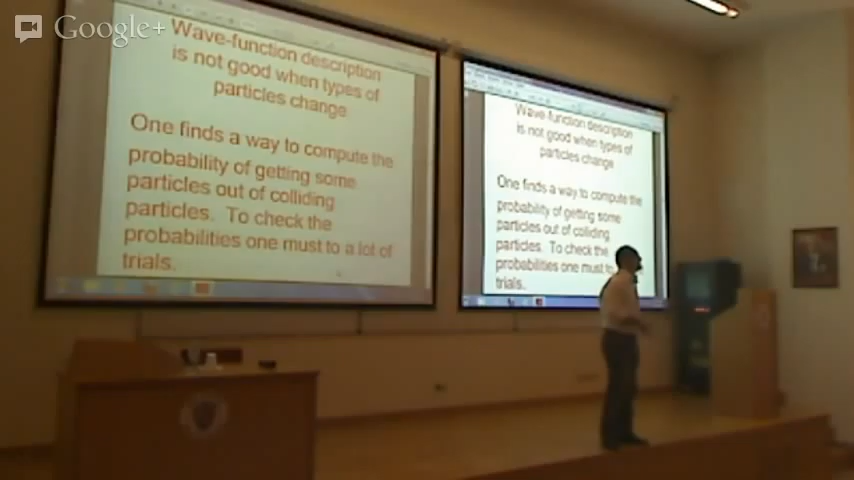 Google+
Wave-function description
is not good when types of
particles change
One finds a way to compute the
probability of getting some
particles out of colliding
particles. To check the
probabilities one must to a lot of
trials.
Wave-function description
is not good when types of
particles change
One finds a way to compute the
probability of getting some
particles out of colliding
particles. To check the
probabilities one must to
trials.